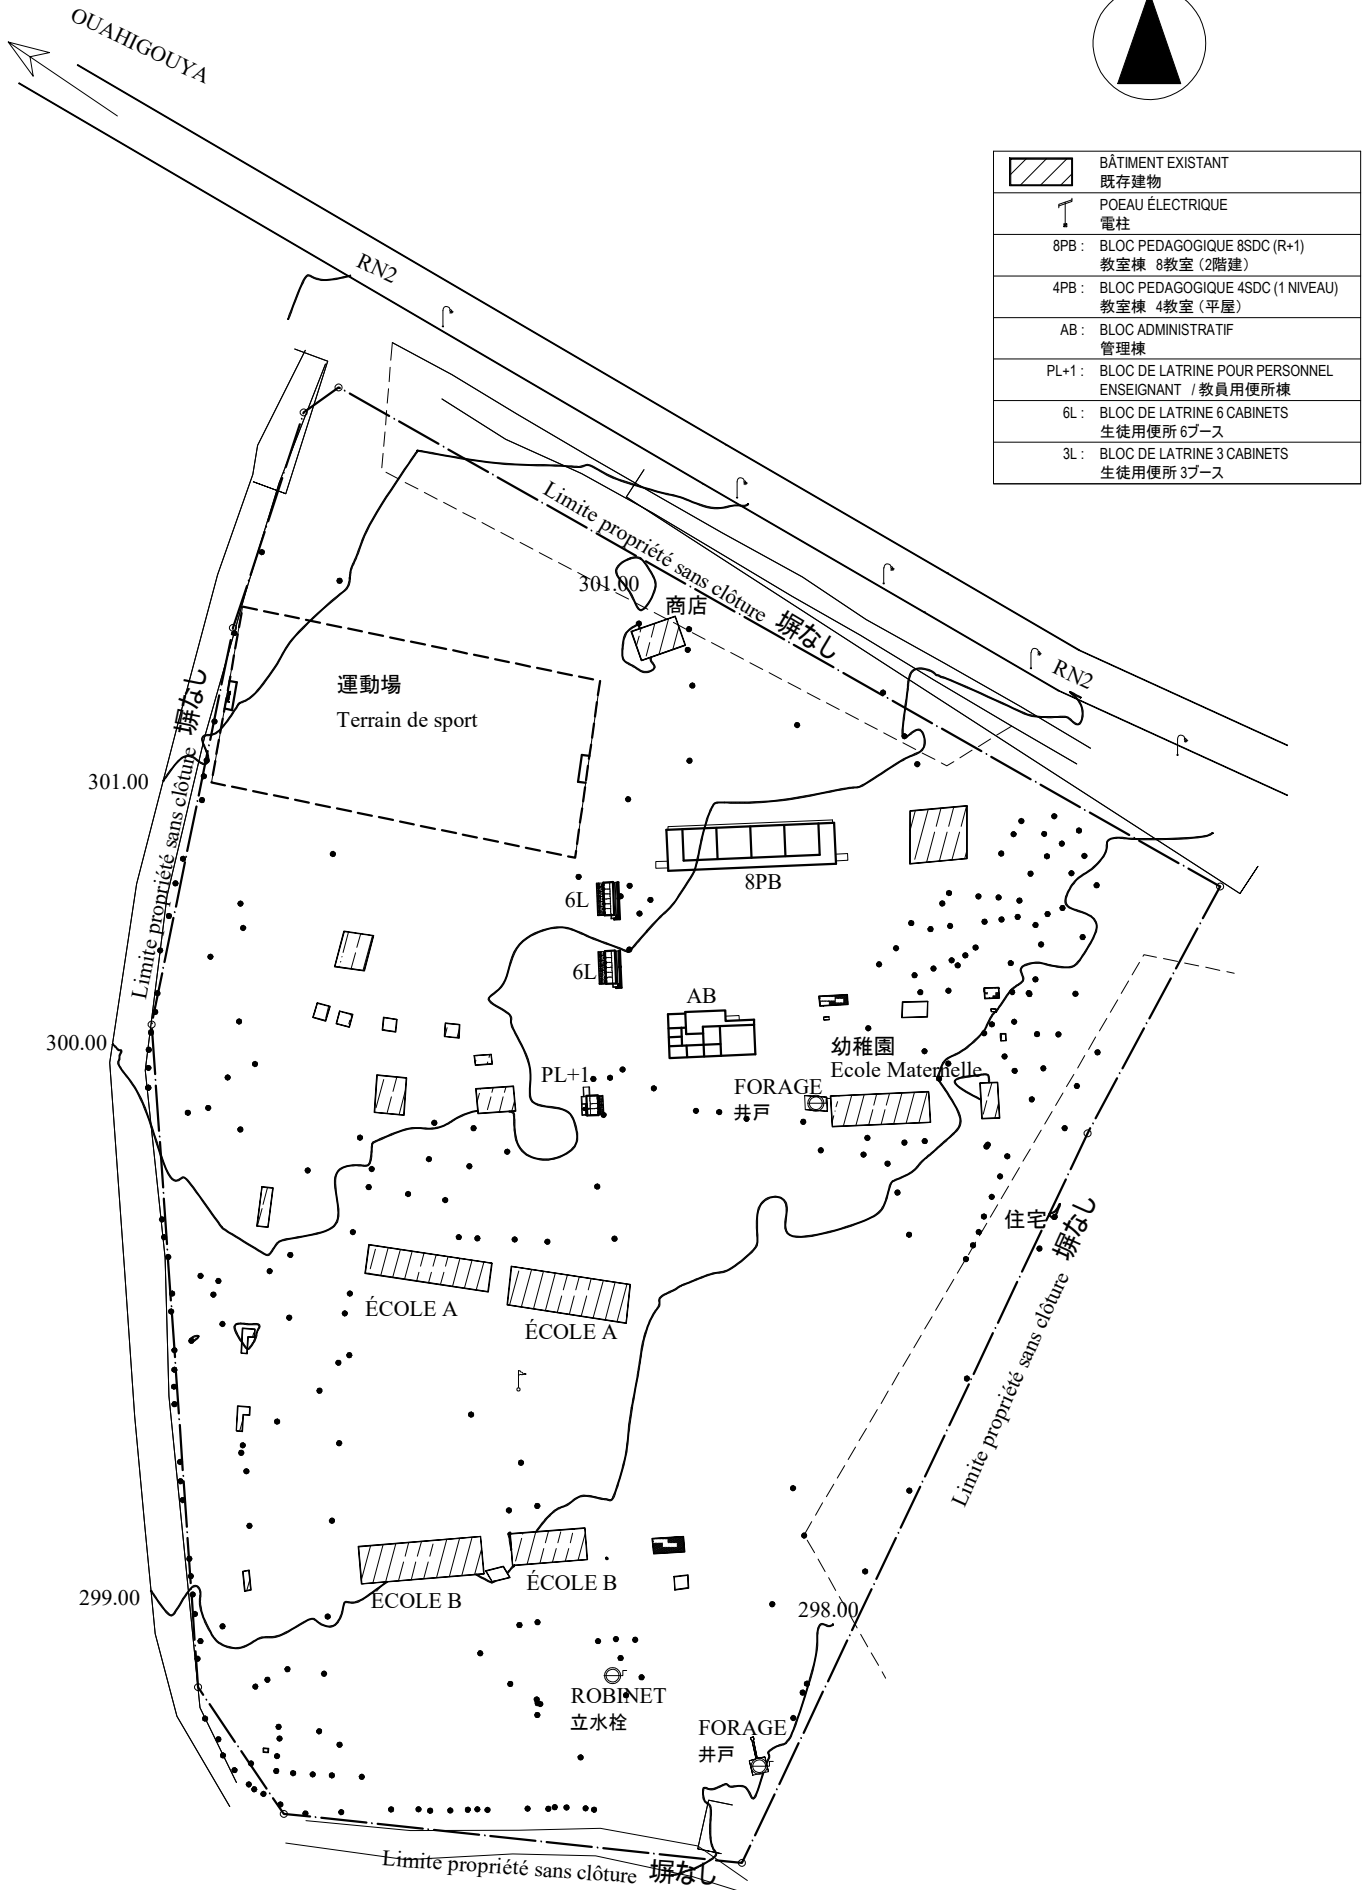 OUAHIGOUYA
BÂTIMENT EXISTANT
既存建物
POEAU ÉLECTRIQUE
電柱
8PB : BLOC PEDAGOGIQUE 8SDC (R+1)
教室棟 8教室（2階建）
4PB : BLOC PEDAGOGIQUE 4SDC (1 NIVEAU)
教室棟 4教室（平屋）
AB : BLOC ADMINISTRATIF
管理棟
PL+1 : BLOC DE LATRINE POUR PERSONNEL
ENSEIGNANT / 教員用便所棟
6L : BLOC DE LATRINE 6 CABINETS
生徒用便所 6ブース
3L : BLOC DE LATRINE 3 CABINETS
生徒用便所 3ブース
RN2
Limite propriété sans clôture 塀なし
301.00
商店
RN2
運動場
Terrain de sport
Limite propriété sans clôture 塀なし
301.00
8PB
6L
6L
AB
300.00
幼稚園
Ecole Maternelle
PL+1
FORAGE
井戸
住宅
Limite propriété sans clôture 塀なし
ÉCOLE A
ÉCOLE A
ÉCOLE B
ÉCOLE B
299.00
298.00
ROBINET
立水栓
FORAGE
井戸
Limite propriété sans clôture 塀なし